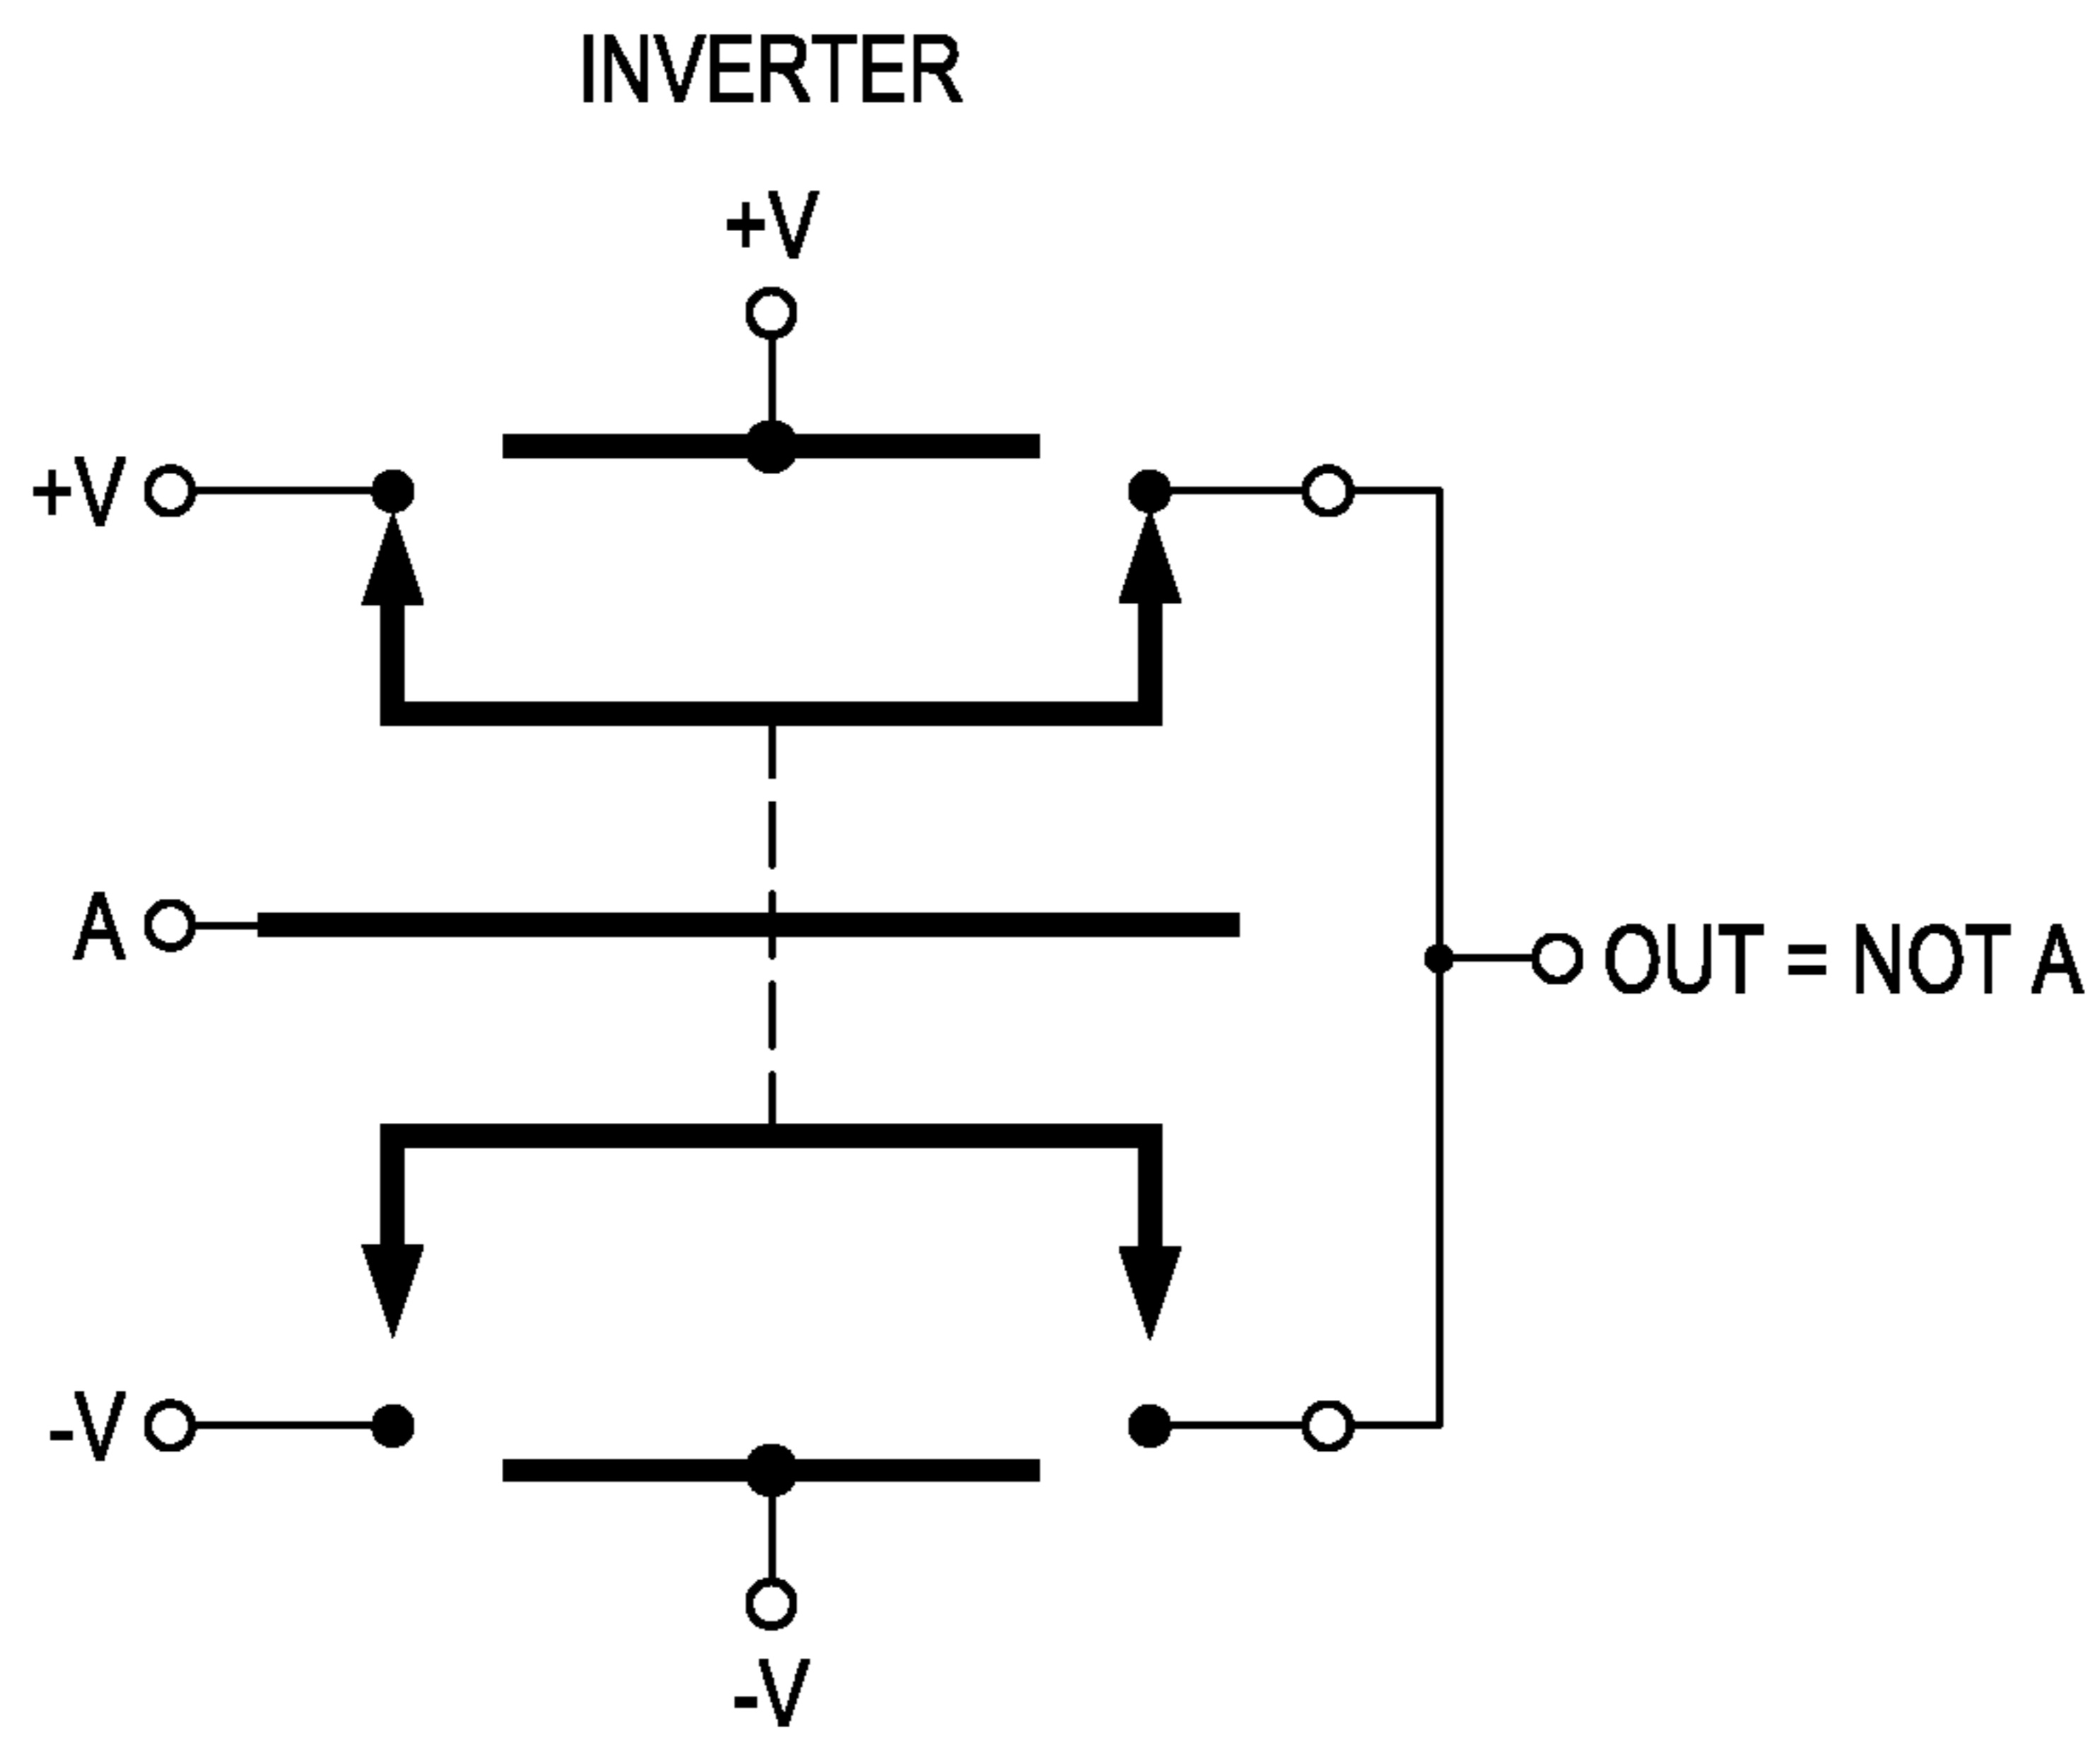 INVERTER
+V
+V
A
OUT = NOT A
-V
-V